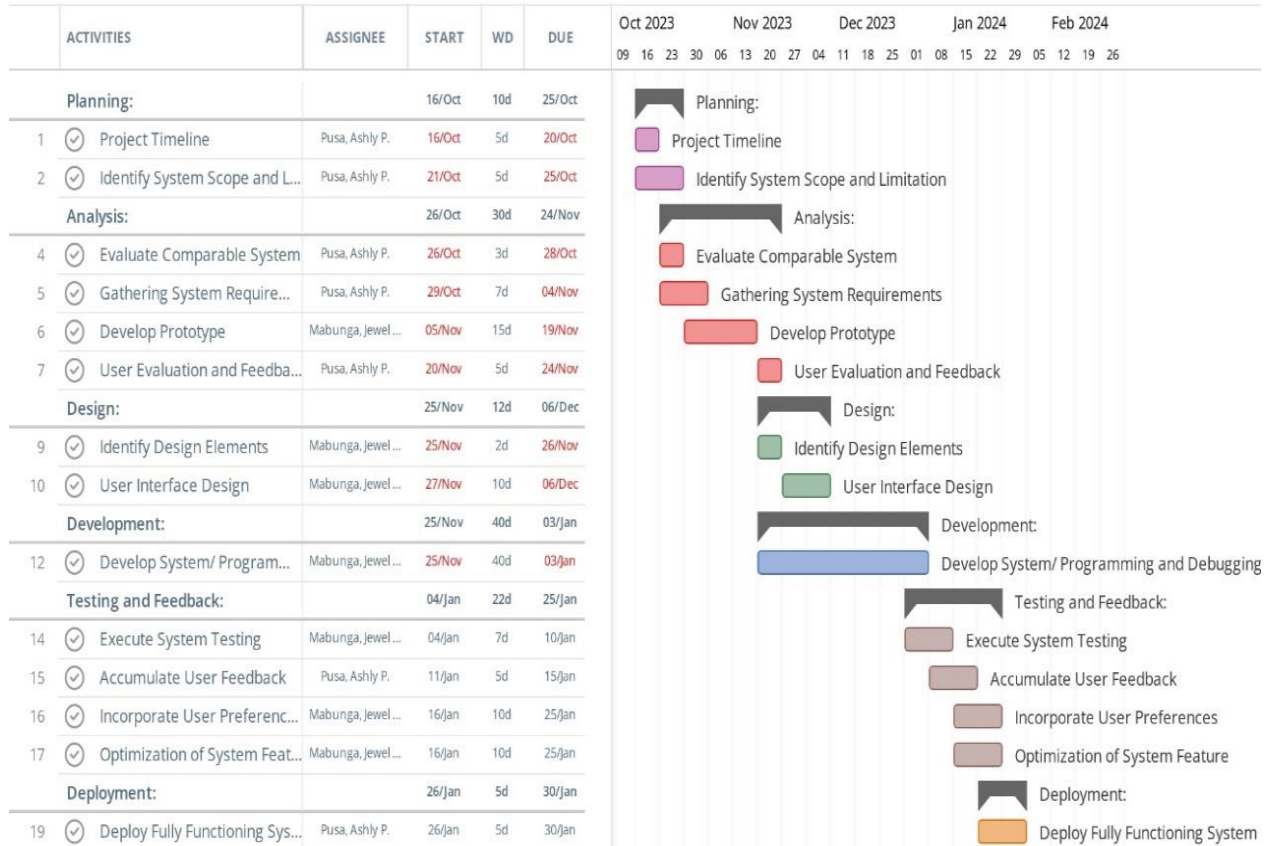 ACTIVITIES ASSIGNEE START WD DUE Oct 2023 Nov 2023 Dec 2023 Jan 2024 Feb 2024
09 16 23 30 06 13 20 27 04 11 18 25 01 08 15 22 29 05 12 19 26
Planning: 16/Oct 10d 25/Oct Planning:
1 Project Timeline Pusa, Ashly P. 16/Oct 5d 20/Oct Project Timeline
2 Identify System Scope and L... Pusa, Ashly P. 21/Oct 5d 25/Oct Identify System Scope and Limitation
Analysis: 26/Oct 30d 24/Nov Analysis:
4 Evaluate Comparable System Pusa, Ashly P. 26/Oct 3d 28/Oct Evaluate Comparable System
5 Gathering System Require... Pusa, Ashly P. 29/Oct 7d 04/Nov Gathering System Requirements
6 Develop Prototype Mabunga, Jewel ... 05/Nov 15d 19/Nov Develop Prototype
7 User Evaluation and Feedba... Pusa, Ashly P. 20/Nov 5d 24/Nov User Evaluation and Feedback
Design: 25/Nov 12d 06/Dec Design:
9 Identify Design Elements Mabunga, Jewel ... 25/Nov 2d 26/Nov Identify Design Elements
10 User Interface Design Mabunga, Jewel ... 27/Nov 10d 06/Dec User Interface Design
Development: 25/Nov 40d 03/Jan Development:
12 Develop System/ Program... Mabunga, Jewel ... 25/Nov 40d 03/Jan Develop System/ Programming and Debugging
Testing and Feedback: 04/Jan 22d 25/Jan Testing and Feedback:
14 Execute System Testing Mabunga, Jewel ... 04/Jan 7d 10/Jan Execute System Testing
15 Accumulate User Feedback Pusa, Ashly P. 11/Jan 5d 15/Jan Accumulate User Feedback
16 Incorporate User Preferenc... Mabunga, Jewel ... 16/Jan 10d 25/Jan Incorporate User Preferences
17 Optimization of System Feat... Mabunga, Jewel ... 16/Jan 10d 25/Jan Optimization of System Feature
Deployment: 26/Jan 5d 30/Jan Deployment:
19 Deploy Fully Functioning Sys... Pusa, Ashly P. 26/Jan 5d 30/Jan Deploy Fully Functioning System